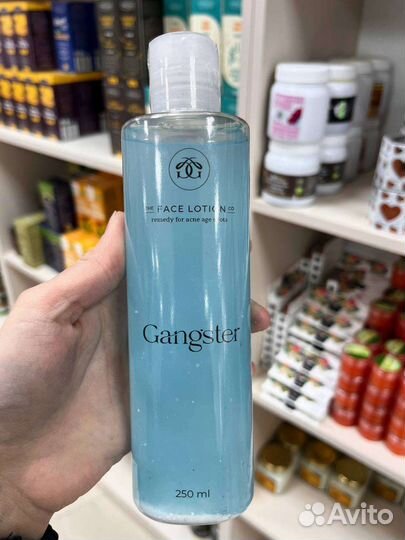 THE FACE LOTION CO
remedy for acne age spots
Gangster
250 ml
Avito